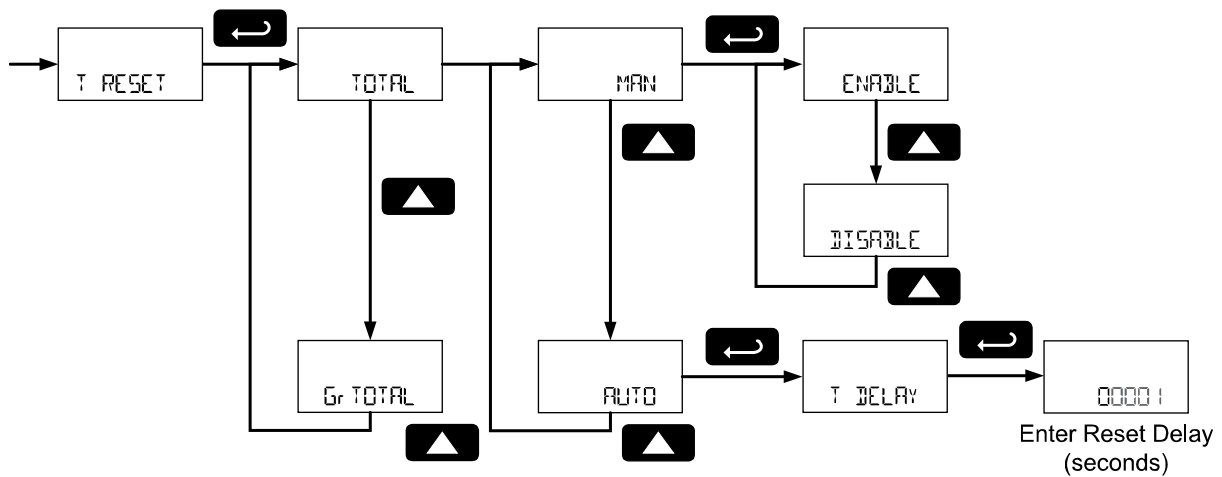 T RESET
TOTAL
MAN
ENABLE
DISABLE
Gr TOTAL
AUTO
T DELAY
00001
Enter Reset Delay
(seconds)